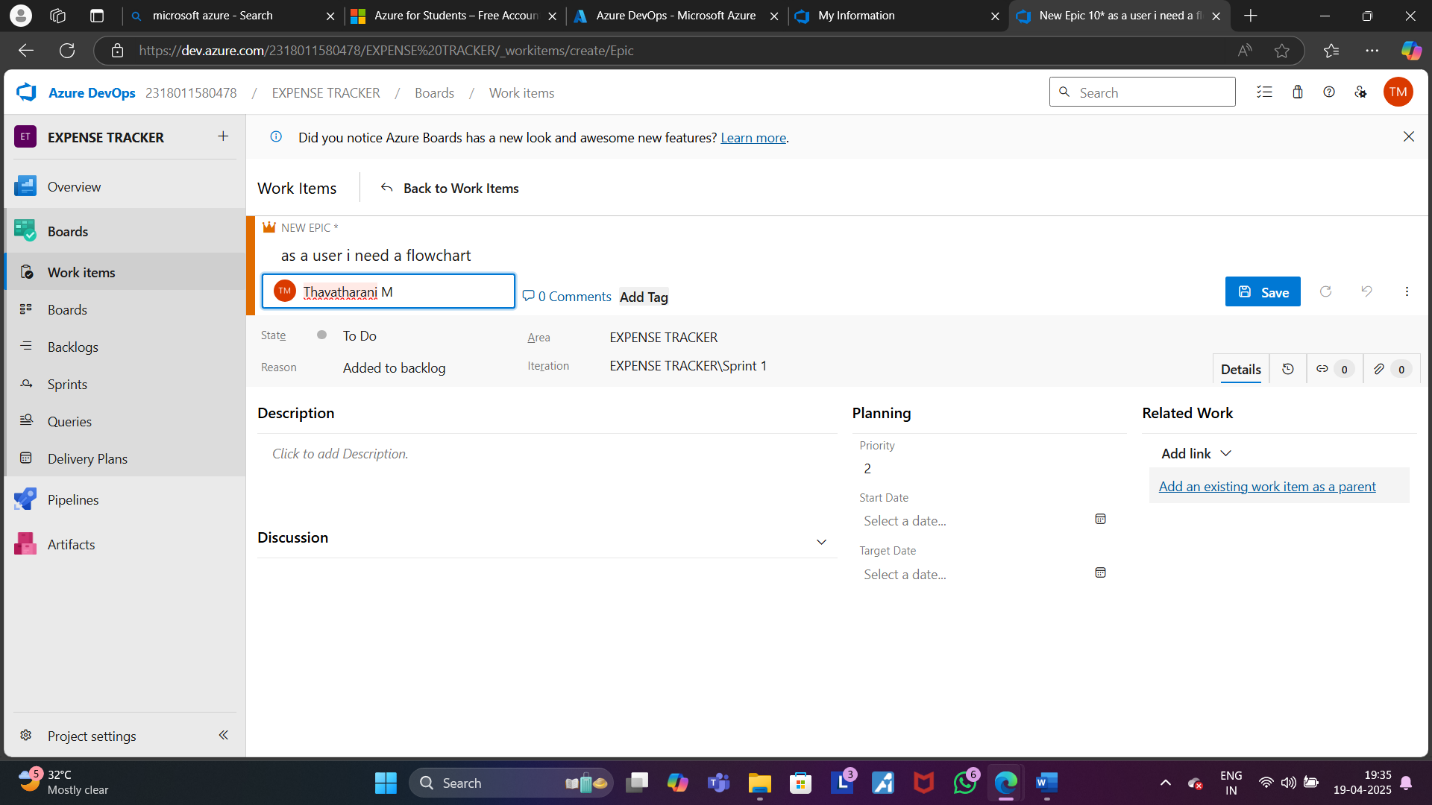 microsoft azure - Search
Azure for Students – Free Accoun
Azure DevOps - Microsoft Azure
My Information
New Epic 10* as a user i need a fl
https://dev.azure.com/2318011580478/EXPENSE%20TRACKER/_workitems/create/Epic
Azure DevOps 2318011580478 / EXPENSE TRACKER / Boards / Work items
Search
TM
ET EXPENSE TRACKER
Did you notice Azure Boards has a new look and awesome new features? Learn more.
Overview
Boards
Work items
Boards
Backlogs
Sprints
Queries
Delivery Plans
Pipelines
Artifacts
Project settings
Work Items
Back to Work Items
NEW EPIC *
as a user i need a flowchart
TM Thavatharani M
0 Comments
Add Tag
Save
State To Do
Reason Added to backlog
Area EXPENSE TRACKER
Iteration EXPENSE TRACKER\Sprint 1
Details
0
0
Description
Click to add Description.
Discussion
Planning
Priority
2
Start Date
Select a date...
Target Date
Select a date...
Related Work
Add link
Add an existing work item as a parent
5
32°C
Mostly clear
Search
L 3
6
ENG
IN
19:35
19-04-2025